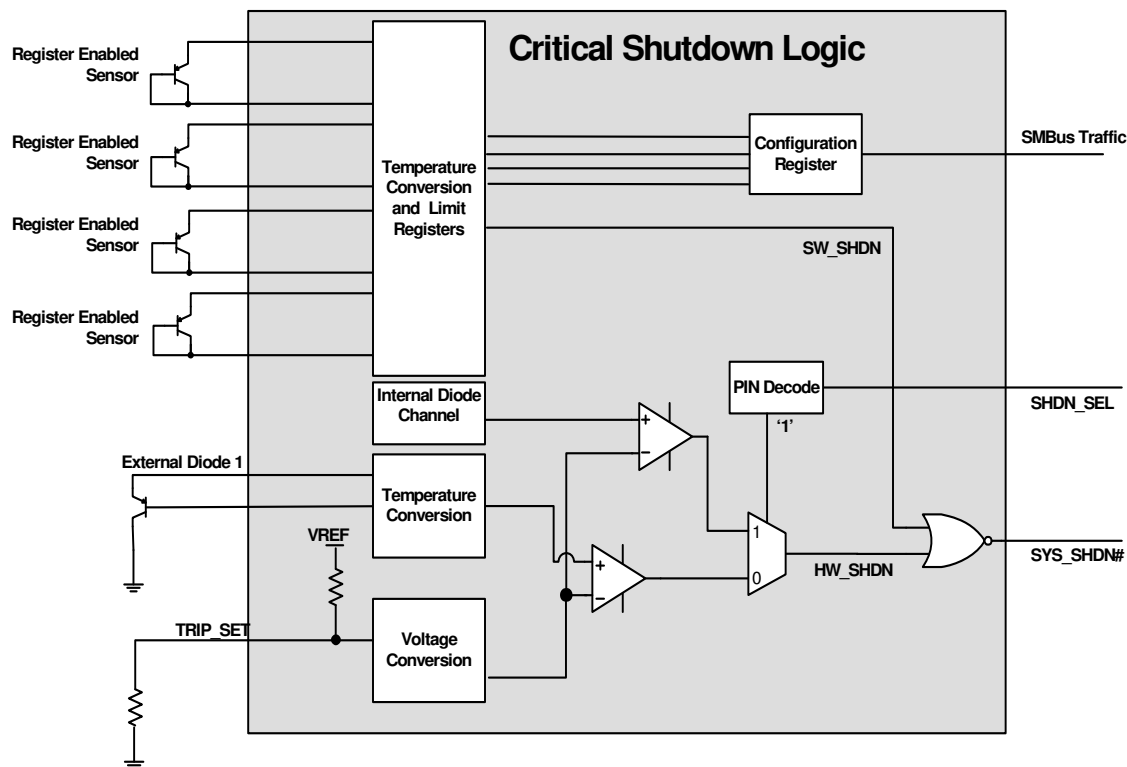 Critical Shutdown Logic
Register Enabled
Sensor
Register Enabled
Sensor
Register Enabled
Sensor
Register Enabled
Sensor
Temperature
Conversion
and Limit
Registers
Configuration
Register
SMBus Traffic
SW_SHDN
Internal Diode
Channel
PIN Decode
SHDN_SEL
‘1’
+
−
External Diode 1
Temperature
Conversion
VREF
+
−
1
0
HW_SHDN
SYS_SHDN#
TRIP_SET
Voltage
Conversion